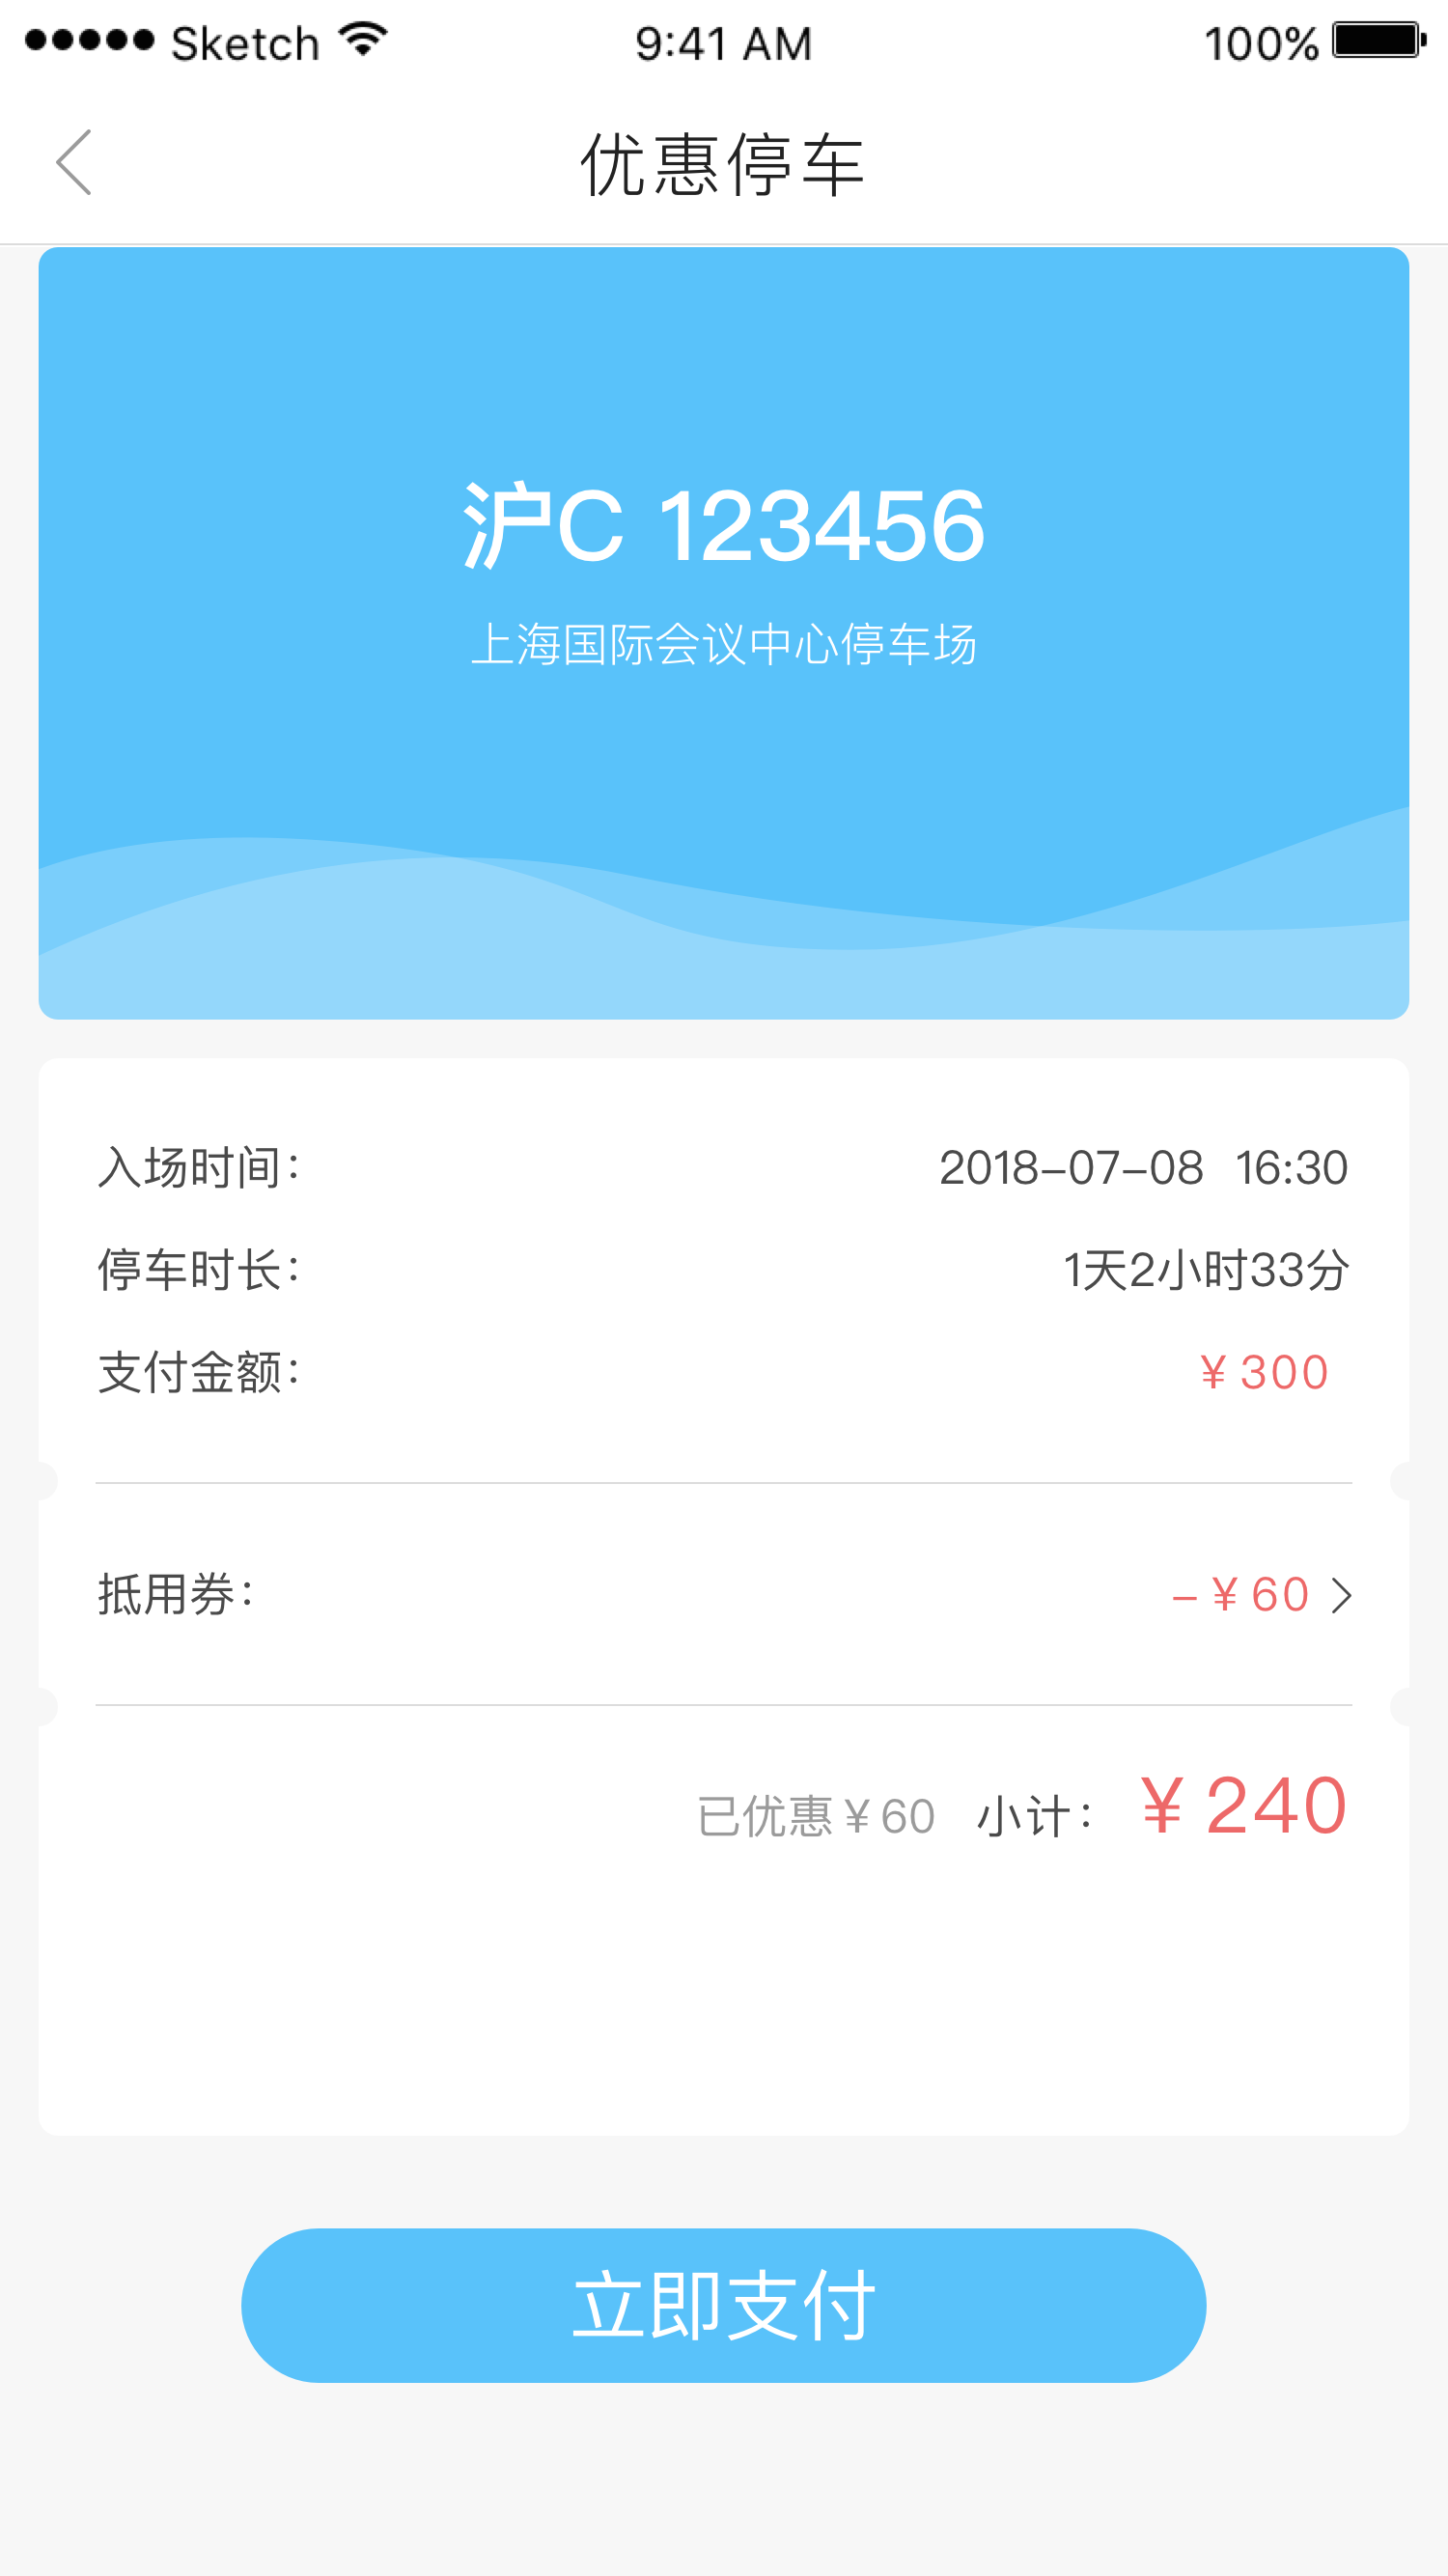 Sketch 9:41 AM 100%
优惠停车
沪C 123456
上海国际会议中心停车场
入场时间： 2018-07-08 16:30
停车时长： 1天2小时33分
支付金额： ¥300
抵用券： -¥60
已优惠¥60 小计： ¥240
立即支付